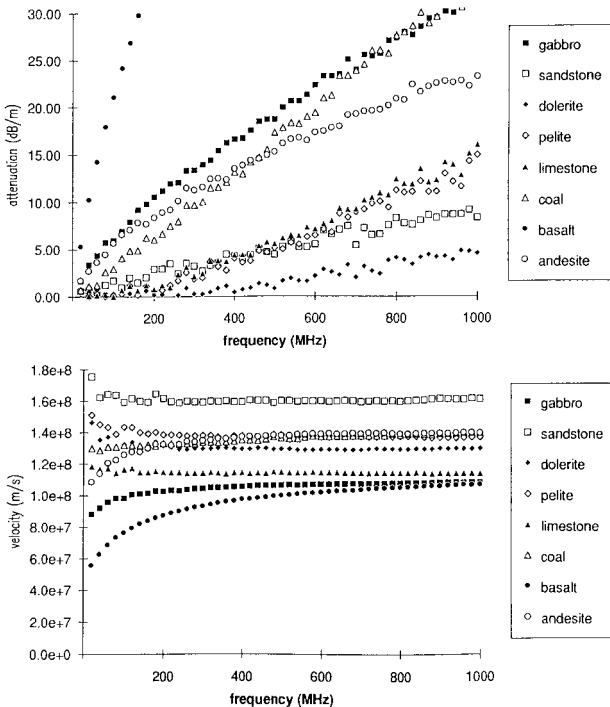 30.00
25.00
20.00
15.00
10.00
5.00
0.00
attenuation (dB/m)
200
400
600
800
1000
frequency (MHz)
gabbro
sandstone
dolerite
pelite
limestone
coal
basalt
andesite
1.8e+8
1.6e+8
1.4e+8
1.2e+8
1.0e+8
8.0e+7
6.0e+7
4.0e+7
2.0e+7
0.0e+0
velocity (m/s)
200
400
600
800
1000
frequency (MHz)
gabbro
sandstone
dolerite
pelite
limestone
coal
basalt
andesite